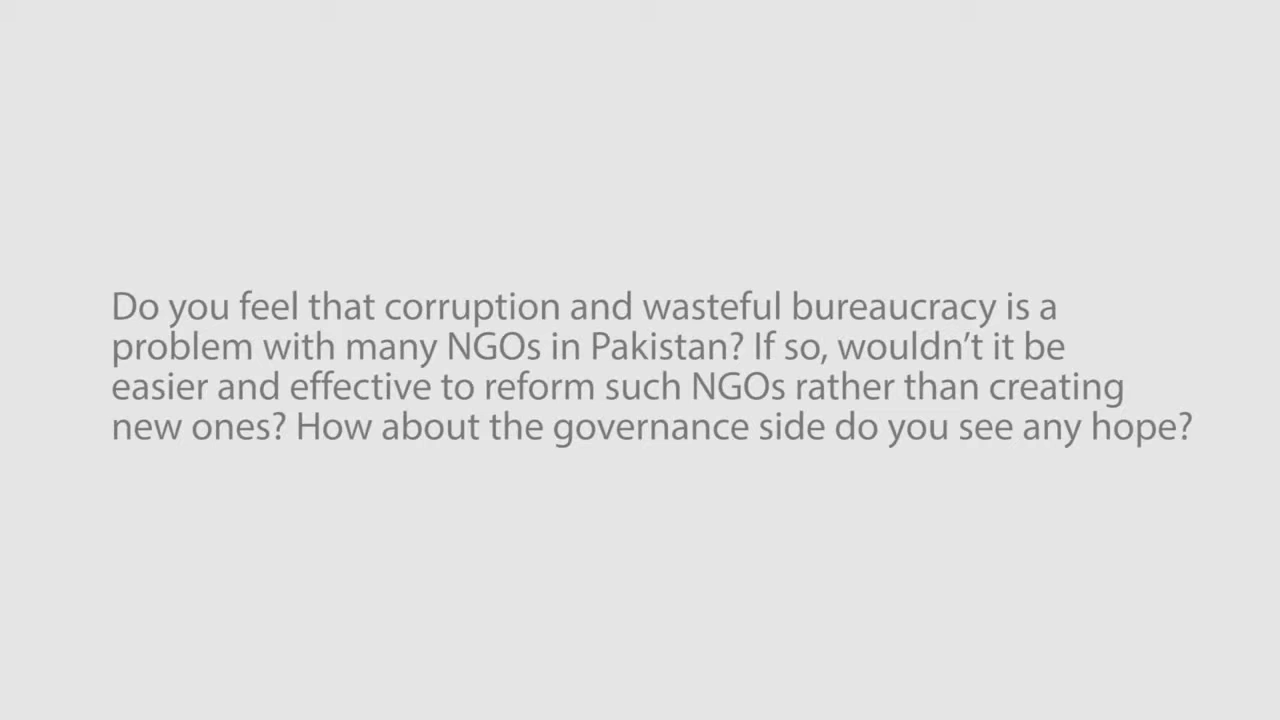 Do you feel that corruption and wasteful bureaucracy is a
problem with many NGOs in Pakistan? If so, wouldn’t it be
easier and effective to reform such NGOs rather than creating
new ones? How about the governance side do you see any hope?